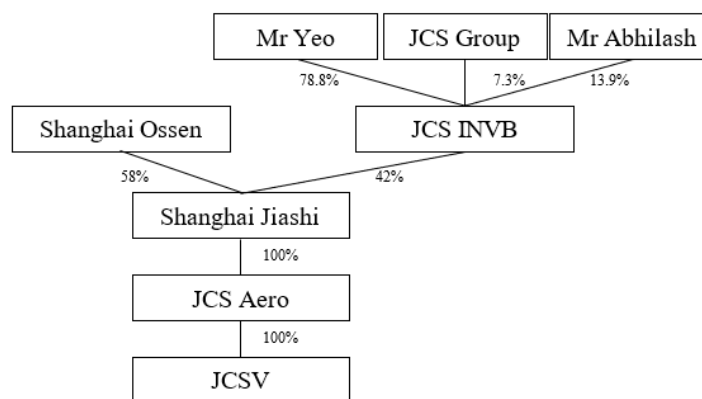 Mr Yeo
JCS Group
Mr Abhilash
78.8%
7.3%
13.9%
Shanghai Ossen
JCS INVB
58%
42%
Shanghai Jiashi
100%
JCS Aero
100%
JCSV